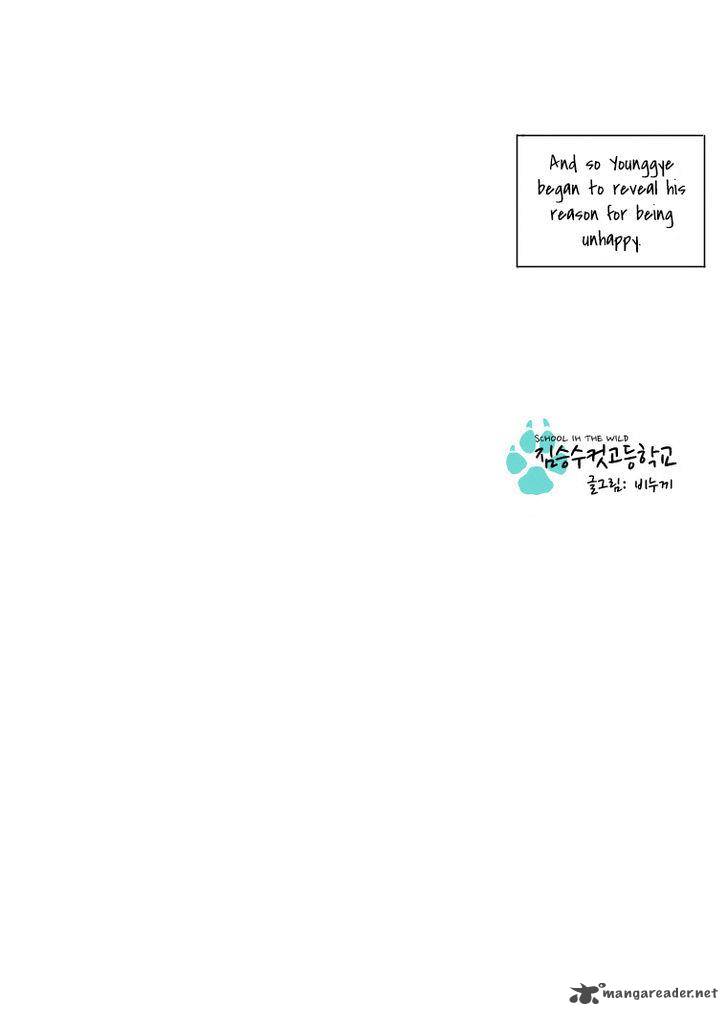 And so Younggye
began to reveal his
reason for being
unhappy.
SCHOOL IN THE WILD
짐승수컷고등학교
글그림: 비누끼
mangareader.net